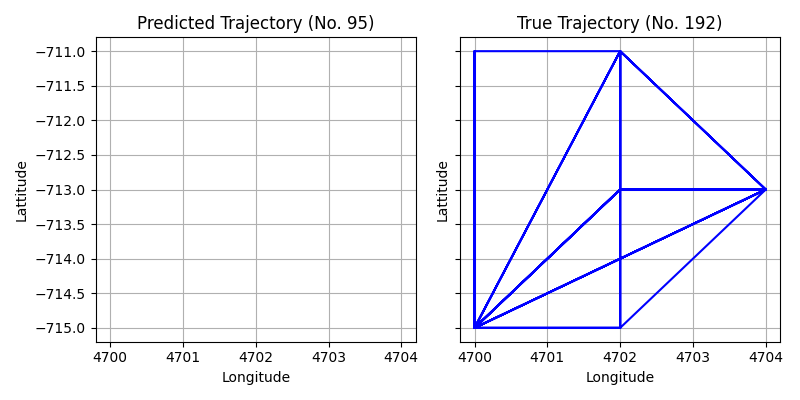 Predicted Trajectory (No. 95)
True Trajectory (No. 192)
Lattitude
−711.0
−711.5
−712.0
−712.5
−713.0
−713.5
−714.0
−714.5
−715.0
4700 4701 4702 4703 4704
Longitude
Lattitude
4700 4701 4702 4703 4704
Longitude